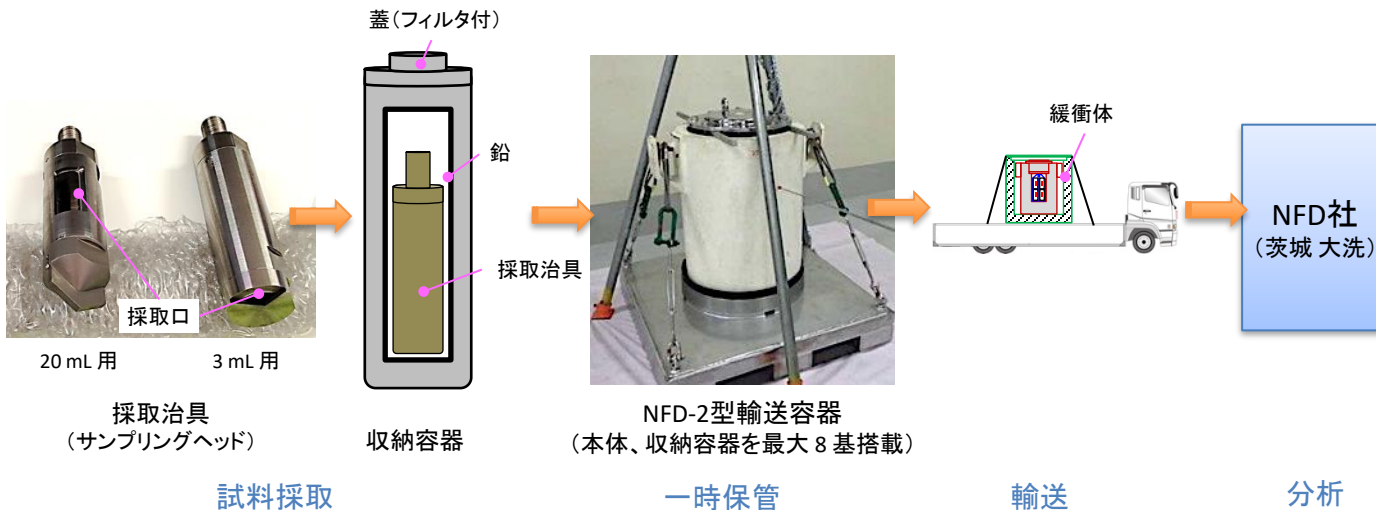 蓋(フィルタ付)
鉛
採取治具
採取口
20 mL 用
3 mL 用
緩衝体
NFD社
(茨城 大洗)
採取治具
(サンプリングヘッド)
収納容器
NFD-2型輸送容器
(本体、収納容器を最大 8 基搭載)
試料採取
一時保管
輸送
分析